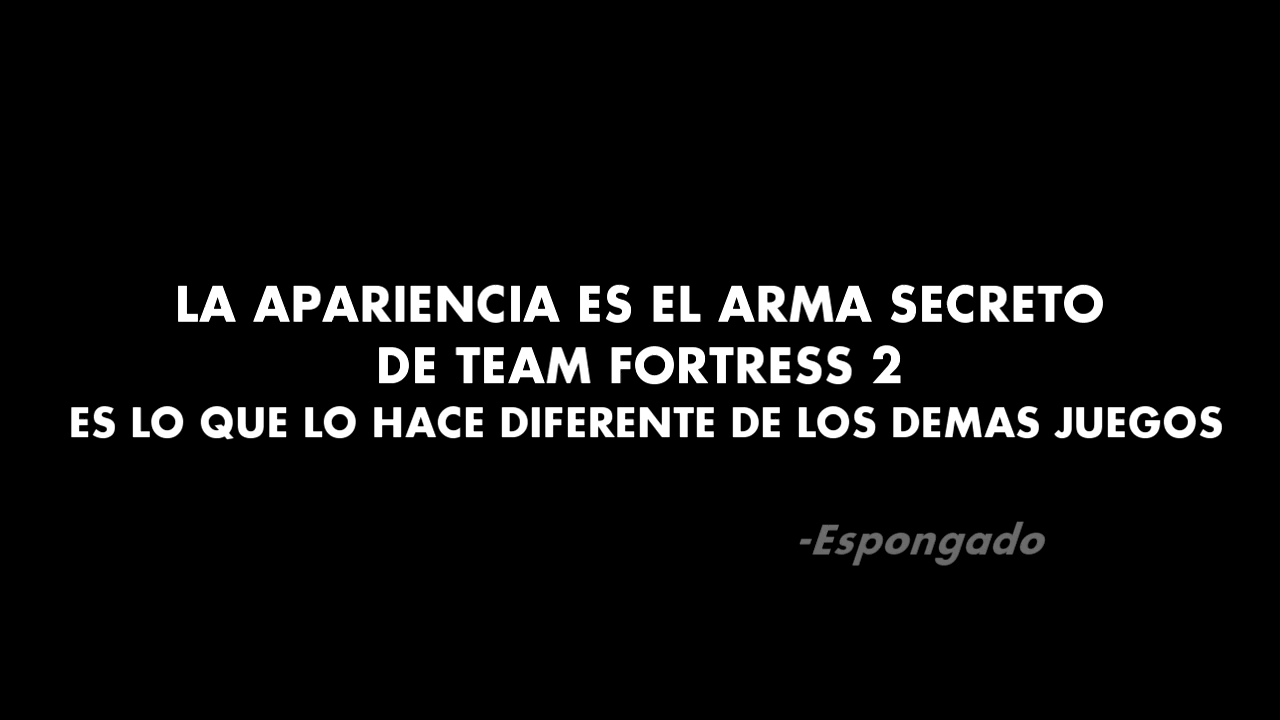 LA APARIENCIA ES EL ARMA SECRETO
DE TEAM FORTRESS 2
ES LO QUE LO HACE DIFERENTE DE LOS DEMAS JUEGOS
-Espongado